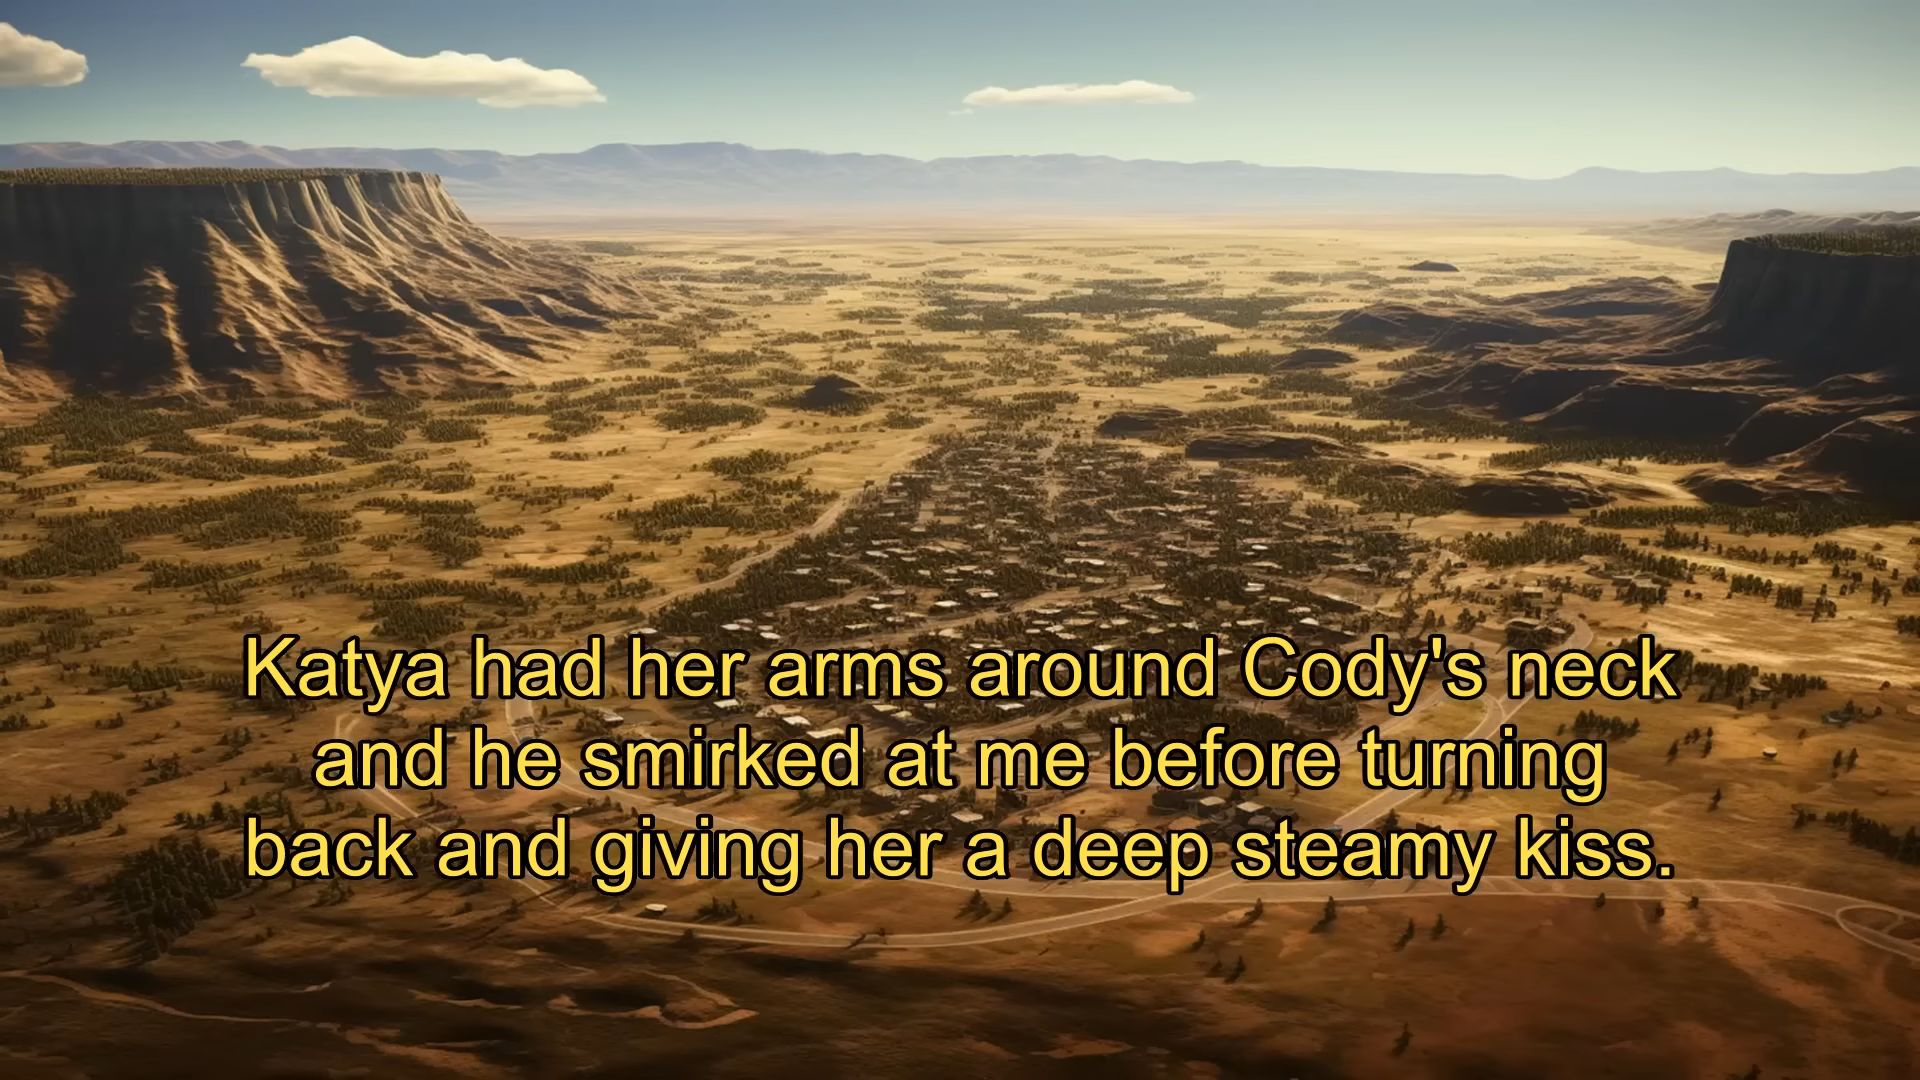 Katya had her arms around Cody's neck
and he smirked at me before turning
back and giving her a deep steamy kiss.